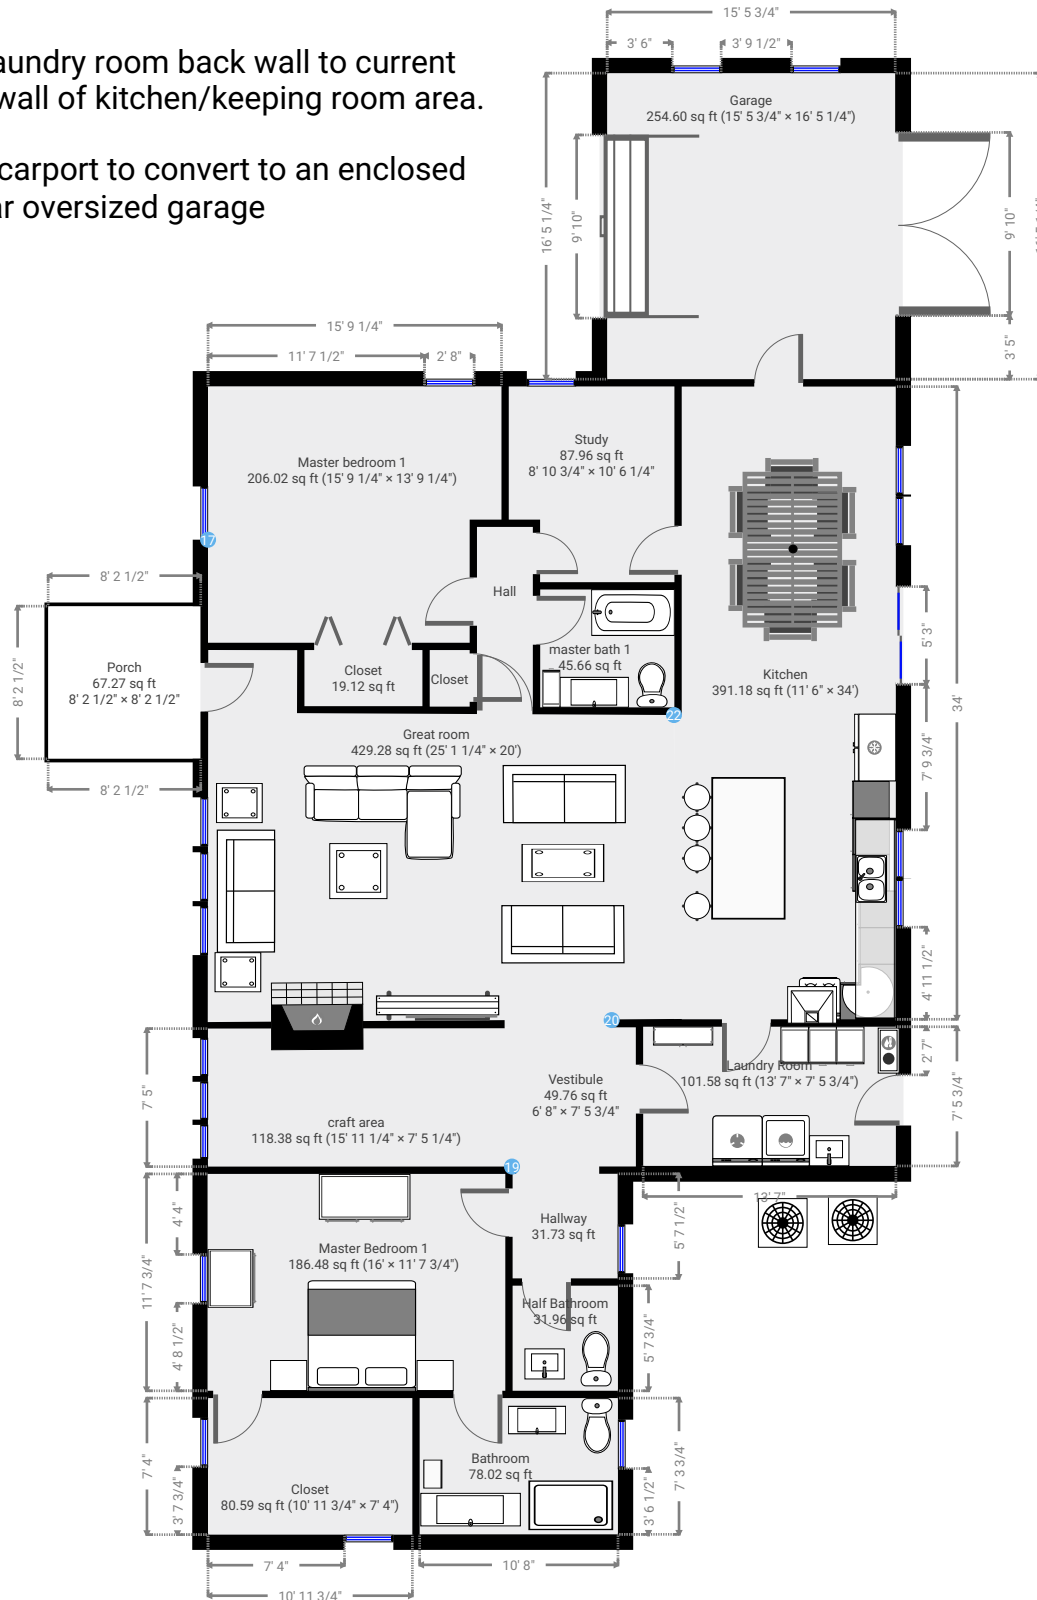 aundry room back wall to current
wall of kitchen/keeping room area.
carport to convert to an enclosed
ar oversized garage
15' 5 3/4"
3' 6"
3' 9 1/2"
Garage
254.60 sq ft (15' 5 3/4" × 16' 5 1/4")
16' 5 1/4"
9' 10"
9' 10"
3' 5"
15' 9 1/4"
11' 7 1/2"
2' 8"
Master bedroom 1
206.02 sq ft (15' 9 1/4" × 13' 9 1/4")
Study
87.96 sq ft
8' 10 3/4" × 10' 6 1/4"
17
8' 2 1/2"
Hall
5' 3"
Porch
67.27 sq ft
8' 2 1/2" × 8' 2 1/2"
8' 2 1/2"
Closet
19.12 sq ft
Closet
master bath 1
45.66 sq ft
Kitchen
391.18 sq ft (11' 6" × 34')
34'
22
Great room
429.28 sq ft (25' 1 1/4" × 20')
7' 9 3/4"
8' 2 1/2"
4' 11 1/2"
20
2' 7"
Laundry Room
101.58 sq ft (13' 7" × 7' 5 3/4")
7' 5 3/4"
7' 5"
Vestibule
49.76 sq ft
6' 8" × 7' 5 3/4"
craft area
118.38 sq ft (15' 11 1/4" × 7' 5 1/4")
19
13' 7"
4' 4"
5' 7 1/2"
Hallway
31.73 sq ft
Master Bedroom 1
186.48 sq ft (16' × 11' 7 3/4")
11' 7 3/4"
Half Bathroom
31.96 sq ft
4' 8 1/2"
5' 7 3/4"
7' 4"
3' 7 3/4"
Closet
80.59 sq ft (10' 11 3/4" × 7' 4")
Bathroom
78.02 sq ft
3' 6 1/2"
7' 3 3/4"
7' 4"
10' 8"
10' 11 3/4"